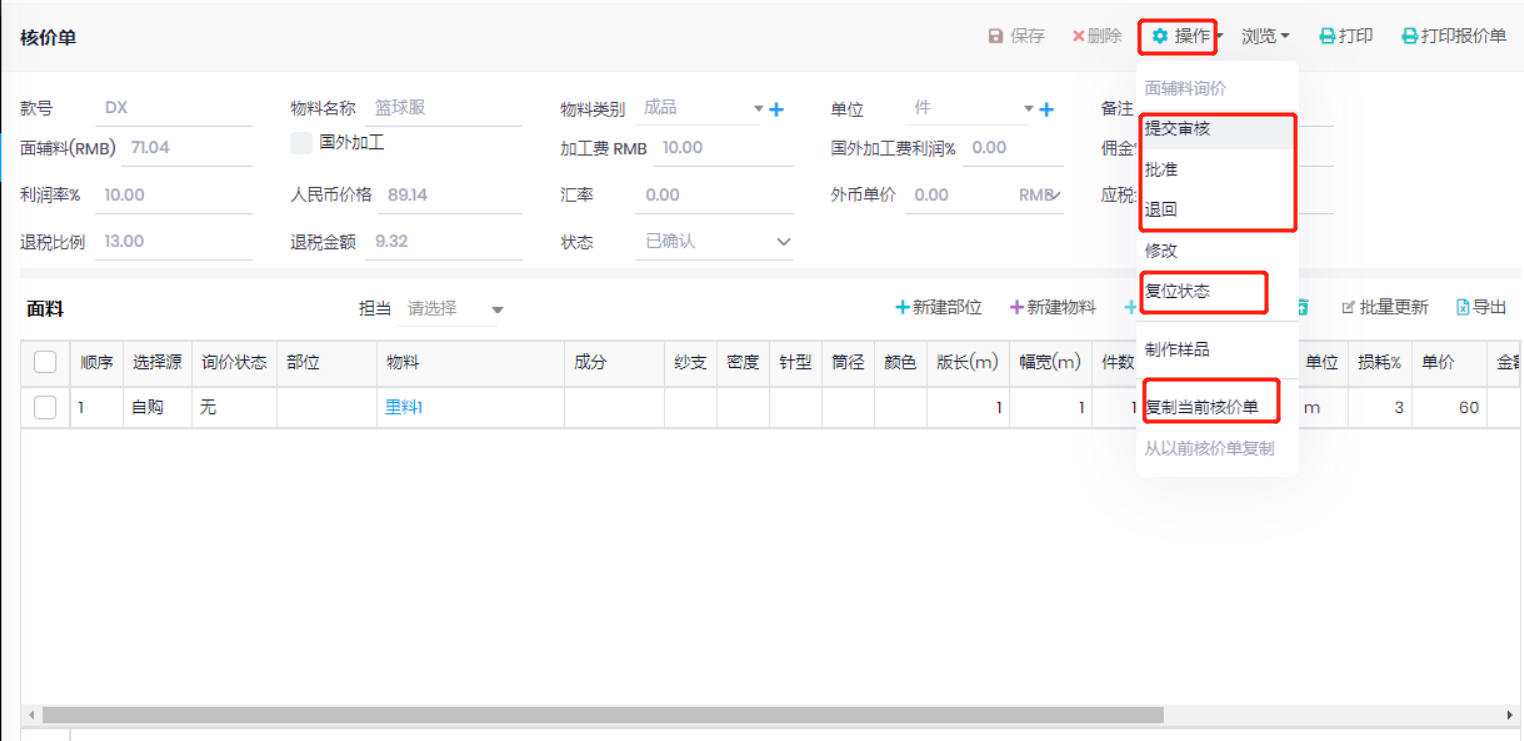 核价单 保存 删除 操作 浏览 打印 打印报价单
面辅料询价
款号 DX 物料名称 篮球服 物料类别 成品 单位 件 备注
提交审核
面辅料(RMB) 71.04 国外加工 加工费 RMB 10.00 国外加工费利润% 0.00 佣金
批准
利润率% 10.00 人民币价格 89.14 汇率 0.00 外币单价 0.00 RMB 应税
退回
退税比例 13.00 退税金额 9.32 状态 已确认
修改
复位状态
面料 担当 请选择 新建部位 新建物料 批量更新 导出
制作样品
顺序 选择源 询价状态 部位 物料 成分 纱支 密度 针型 筒径 颜色 版长(m) 幅宽(m) 件数 单位 损耗% 单价
1 自购 无 里料1 1 1 1 m 3 60
复制当前核价单
从以前核价单复制